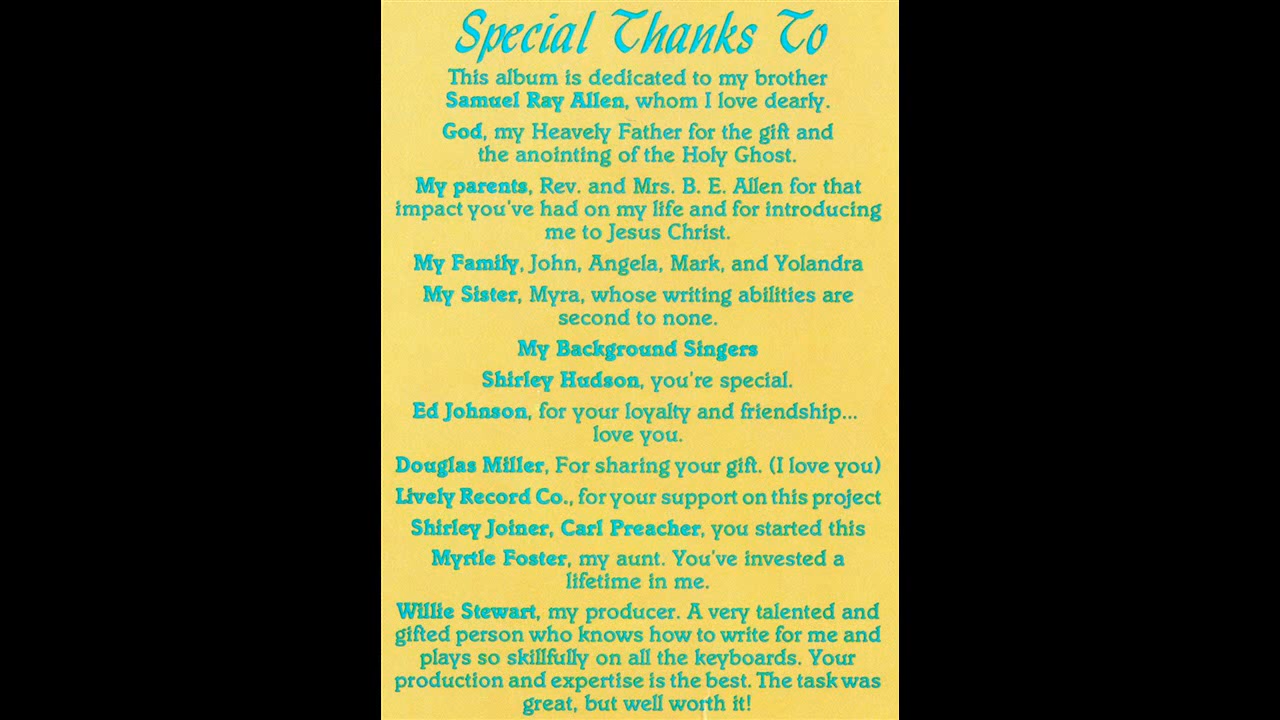 Special Thanks To
This album is dedicated to my brother
Samuel Ray Allen, whom I love dearly.
God, my Heavely Father for the gift and
the anointing of the Holy Ghost.
My parents, Rev. and Mrs. B. E. Allen for that
impact you've had on my life and for introducing
me to Jesus Christ.
My Family, John, Angela, Mark, and Yolandra
My Sister, Myra, whose writing abilities are
second to none.
My Background Singers
Shirley Hudson, you're special.
Ed Johnson, for your loyalty and friendship...
love you.
Douglas Miller, For sharing your gift. (I love you)
Lively Record Co., for your support on this project
Shirley Joiner, Carl Preacher, you started this
Myrtle Foster, my aunt. You've invested a
lifetime in me.
Willie Stewart, my producer. A very talented and
gifted person who knows how to write for me and
plays so skillfully on all the keyboards. Your
production and expertise is the best. The task was
great, but well worth it!